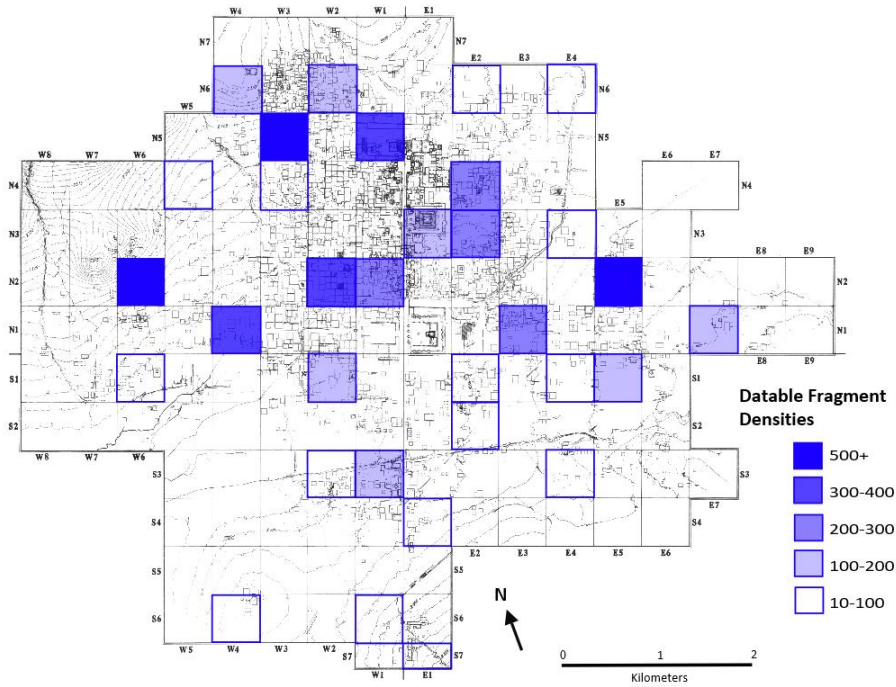 W4 W3 W2 W1 E1
N7 N7
E2 E3 E4
N6 N6
W5
N5 N5
W8 W7 W6 E6 E7
N4 N4
E5
N3 N3
E8 E9
N2 N2
N1 N1
E8 E9
S1 S1
S2 S2
W8 W7 W6
S3 S3
E7
S4 S4
E2 E3 E4 E5 E6
S5 S5
S6 S6
W5 W4 W3 W2
S7 S7
W1 E1
N
0 1 2
Kilometers
Datable Fragment
Densities
500+
300-400
200-300
100-200
10-100